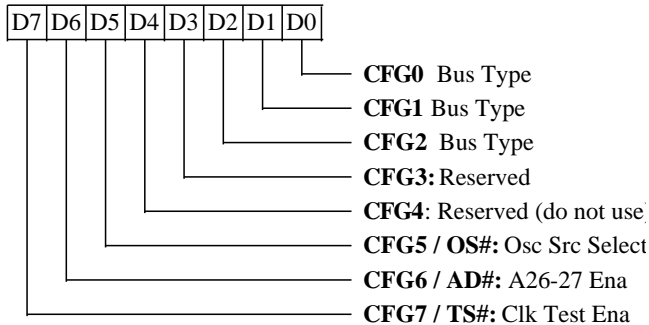 D7 D6 D5 D4 D3 D2 D1 D0
CFG0 Bus Type
CFG1 Bus Type
CFG2 Bus Type
CFG3: Reserved
CFG4: Reserved (do not use)
CFG5 / OS#: Osc Src Select
CFG6 / AD#: A26-27 Ena
CFG7 / TS#: Clk Test Ena